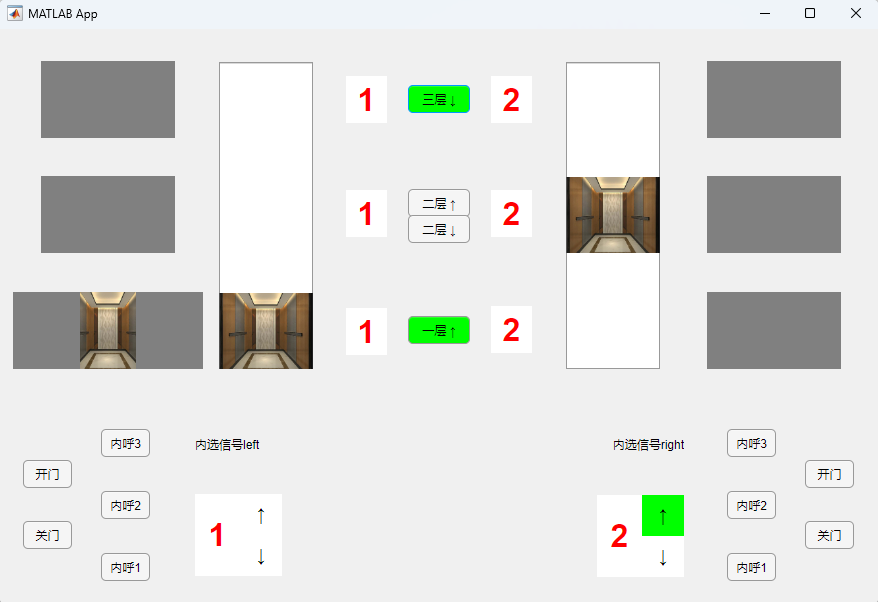 MATLAB App
1 三层↓ 2
二层↑
1 2
二层↓
1 一层↑ 2
内呼3 内选信号left 内选信号right 内呼3
开门 开门
内呼2 ↑ ↑ 内呼2
关门 1 2 关门
↓ ↓
内呼1 内呼1